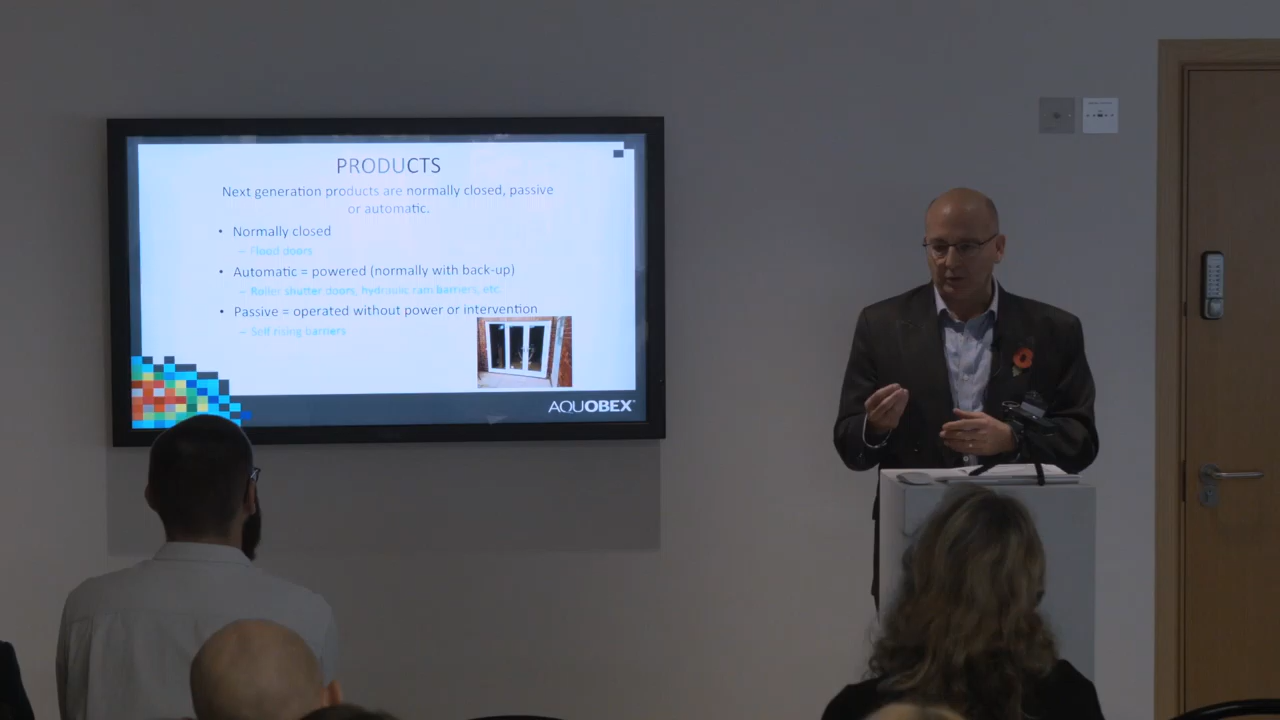 PRODUCTS
Next generation products are normally closed, passive
or automatic.
• Normally closed
– Flood doors
• Automatic = powered (normally with back-up)
– Roller shutter doors, hydraulic ram barriers, etc.
• Passive = operated without power or intervention
– Self rising barriers
AQUOBEX